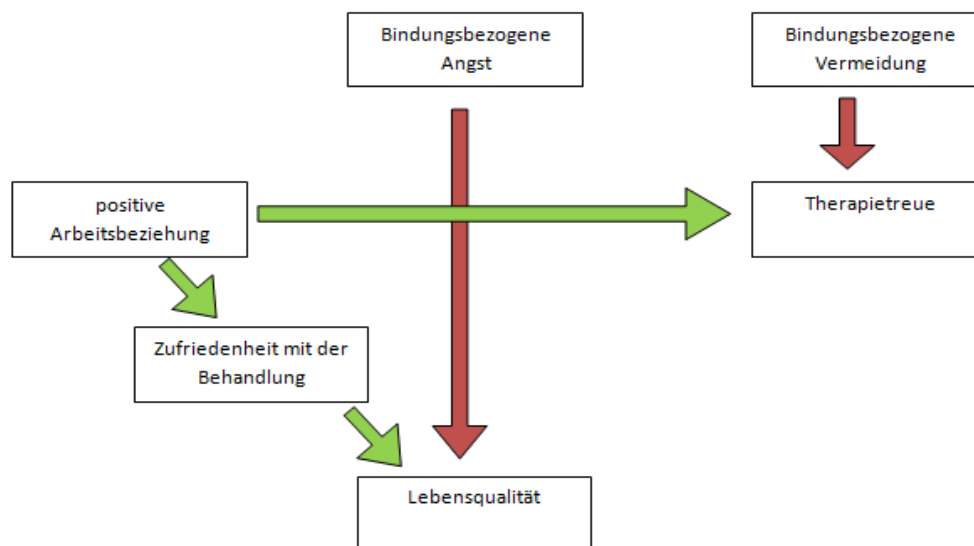 Bindungsbezogene
Angst
Bindungsbezogene
Vermeidung
positive
Arbeitsbeziehung
Therapietreue
Zufriedenheit mit der
Behandlung
Lebensqualität